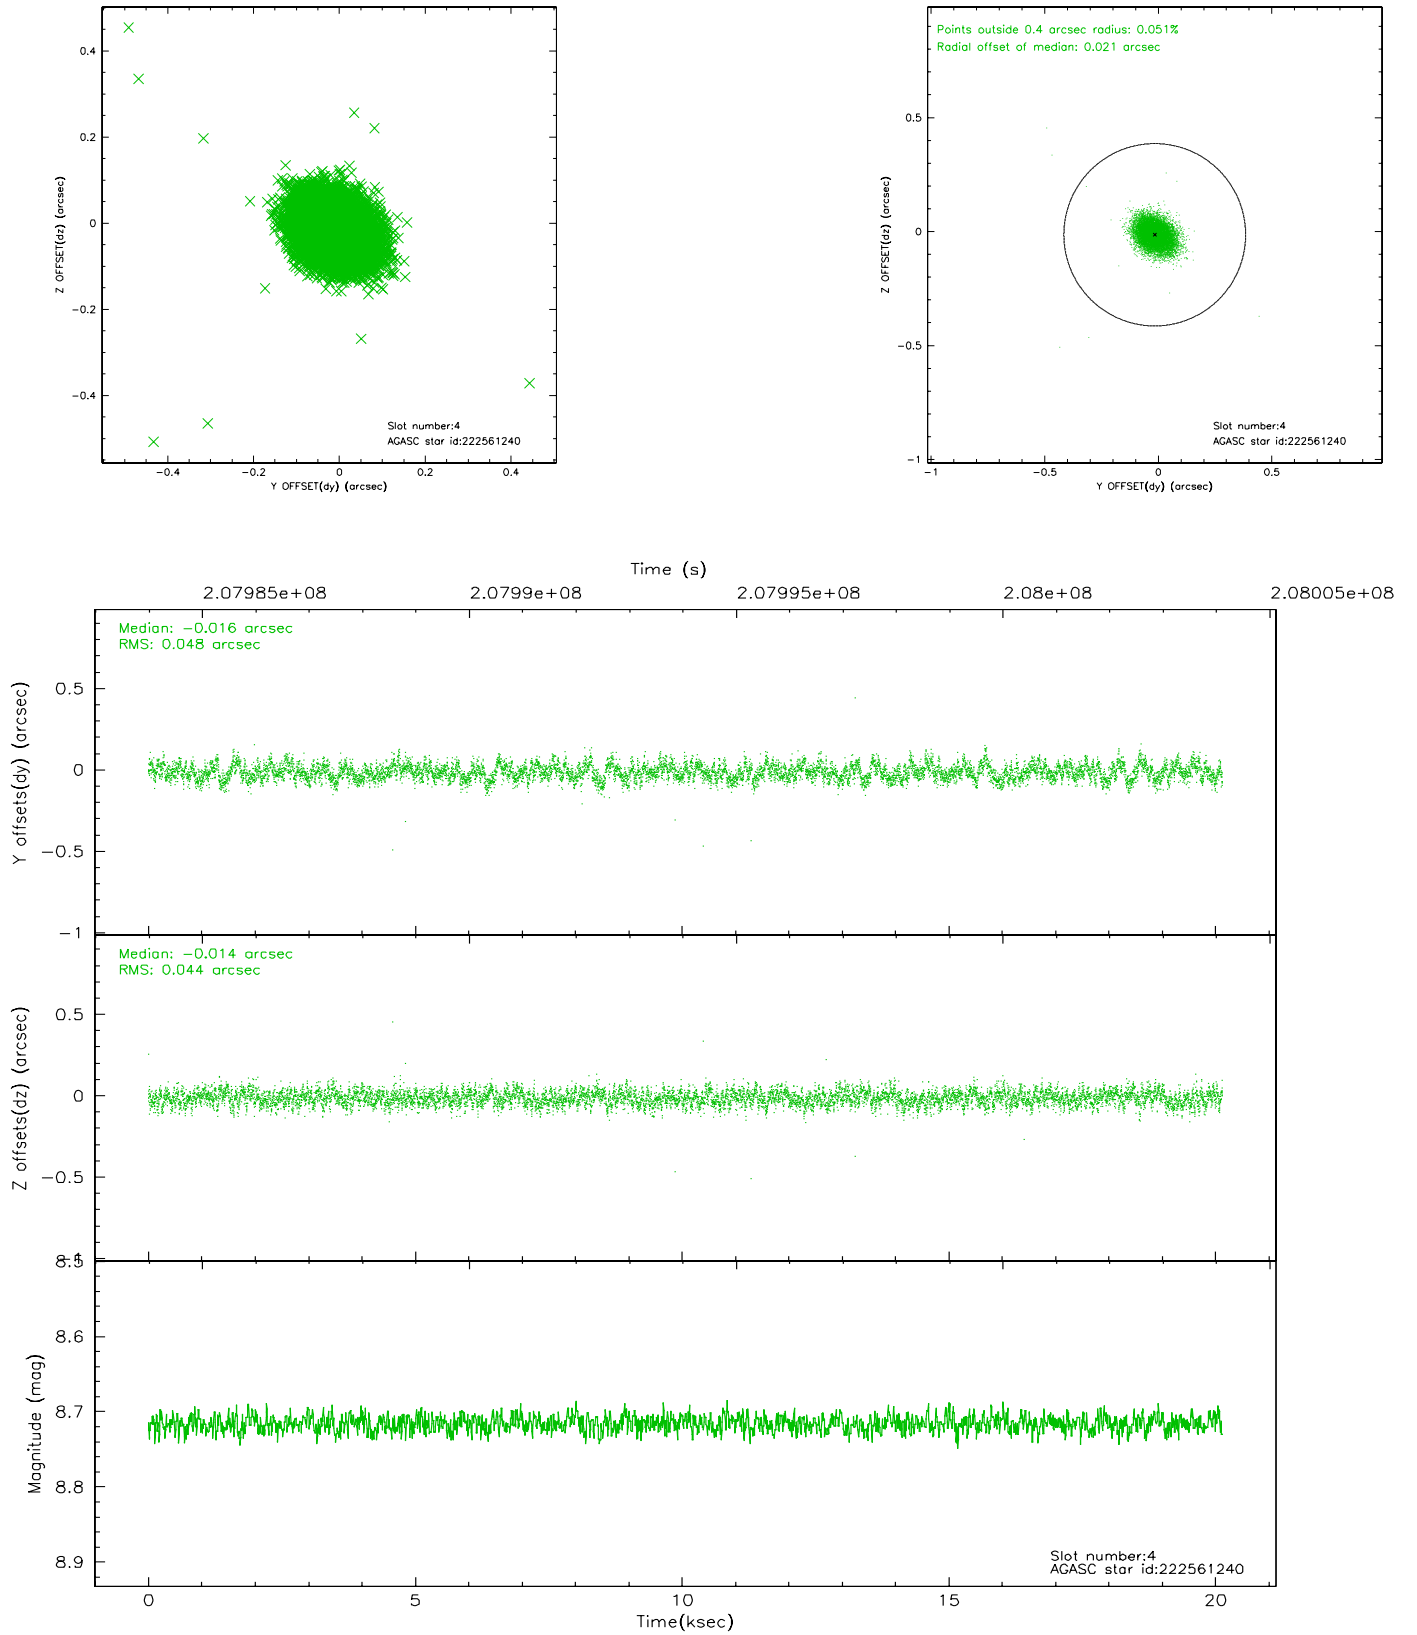 0.4
0.2
0
−0.2
−0.4
Z OFFSET(dz) (arcsec)
Slot number:4
AGASC star id:222561240
−0.4
−0.2
0
0.2
0.4
Y OFFSET(dy) (arcsec)
Points outside 0.4 arcsec radius: 0.051%
Radial offset of median: 0.021 arcsec
0.5
0
−0.5
−1
Z OFFSET(dz) (arcsec)
Slot number:4
AGASC star id:222561240
−1
−0.5
0
0.5
Y OFFSET(dy) (arcsec)
Time (s)
2.07985e+08
2.0799e+08
2.07995e+08
2.08e+08
2.08005e+08
Median: −0.016 arcsec
RMS: 0.048 arcsec
0.5
0
−0.5
−1
Y offsets(dy) (arcsec)
Median: −0.014 arcsec
RMS: 0.044 arcsec
0.5
0
−0.5
−1
Z offsets(dz) (arcsec)
8.5
8.6
8.7
8.8
8.9
Magnitude (mag)
Slot number:4
AGASC star id:222561240
0
5
10
15
20
Time(ksec)